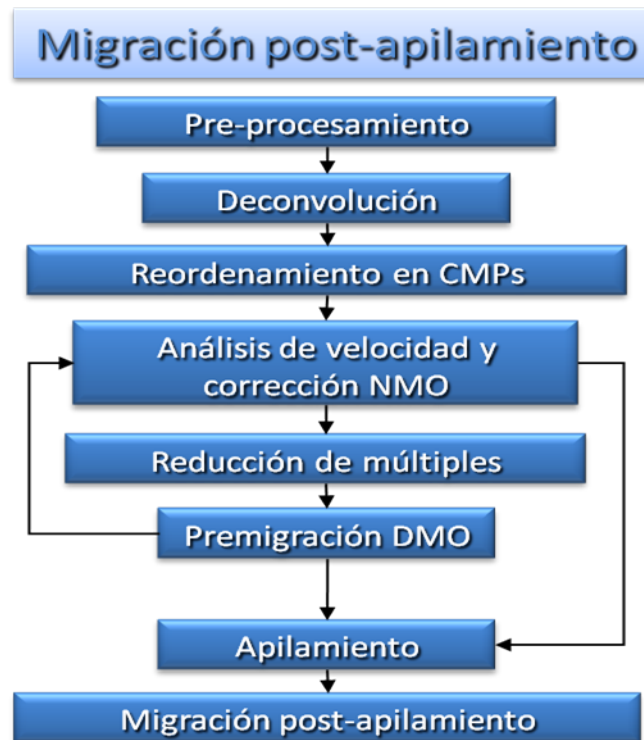 Migración post-apilamiento
Pre-procesamiento
Deconvolución
Reordenamiento en CMPs
Análisis de velocidad y
corrección NMO
Reducción de múltiples
Premigración DMO
Apilamiento
Migración post-apilamiento